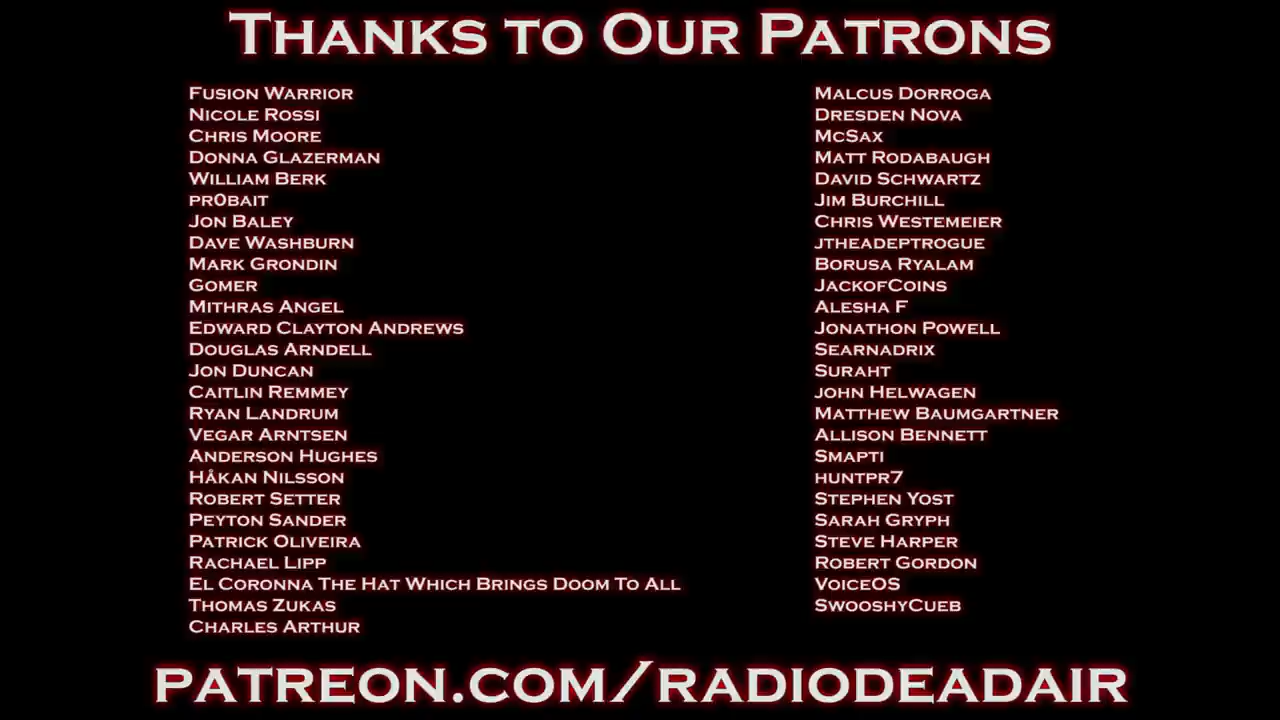 Thanks to Our Patrons
Fusion Warrior
Nicole Rossi
Chris Moore
Donna Glazerman
William Berk
pr0bait
Jon Baley
Dave Washburn
Mark Grondin
Gomer
Mithras Angel
Edward Clayton Andrews
Douglas Arndell
Jon Duncan
Caitlin Remmey
Ryan Landrum
Vegar Arntsen
Anderson Hughes
Håkan Nilsson
Robert Setter
Peyton Sander
Patrick Oliveira
Rachael Lipp
El Coronna The Hat Which Brings Doom To All
Thomas Zukas
Charles Arthur
Malcus Dorroga
Dresden Nova
McSax
Matt Rodabaugh
David Schwartz
Jim Burchill
Chris Westemeier
jtheadeptrogue
Borusa Ryalam
JackofCoins
Alesha F
Jonathon Powell
Searnadrix
Suraht
john Helwagen
Matthew Baumgartner
Allison Bennett
Smapti
huntpr7
Stephen Yost
Sarah Gryph
Steve Harper
Robert Gordon
VoiceOS
SwooshyCueb
patreon.com/radiodeadair